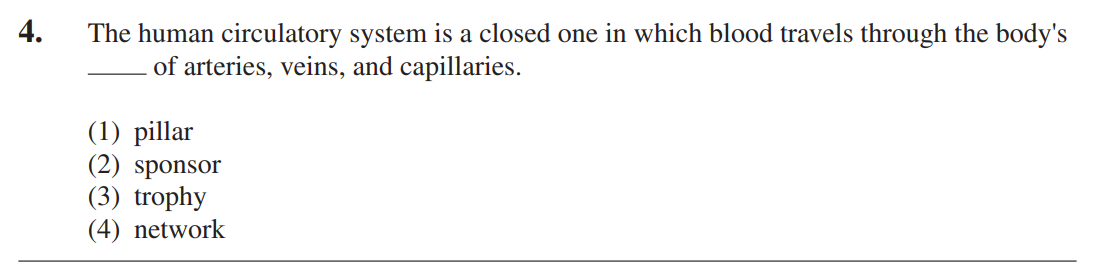 4. The human circulatory system is a closed one in which blood travels through the body's
____ of arteries, veins, and capillaries.
(1) pillar
(2) sponsor
(3) trophy
(4) network